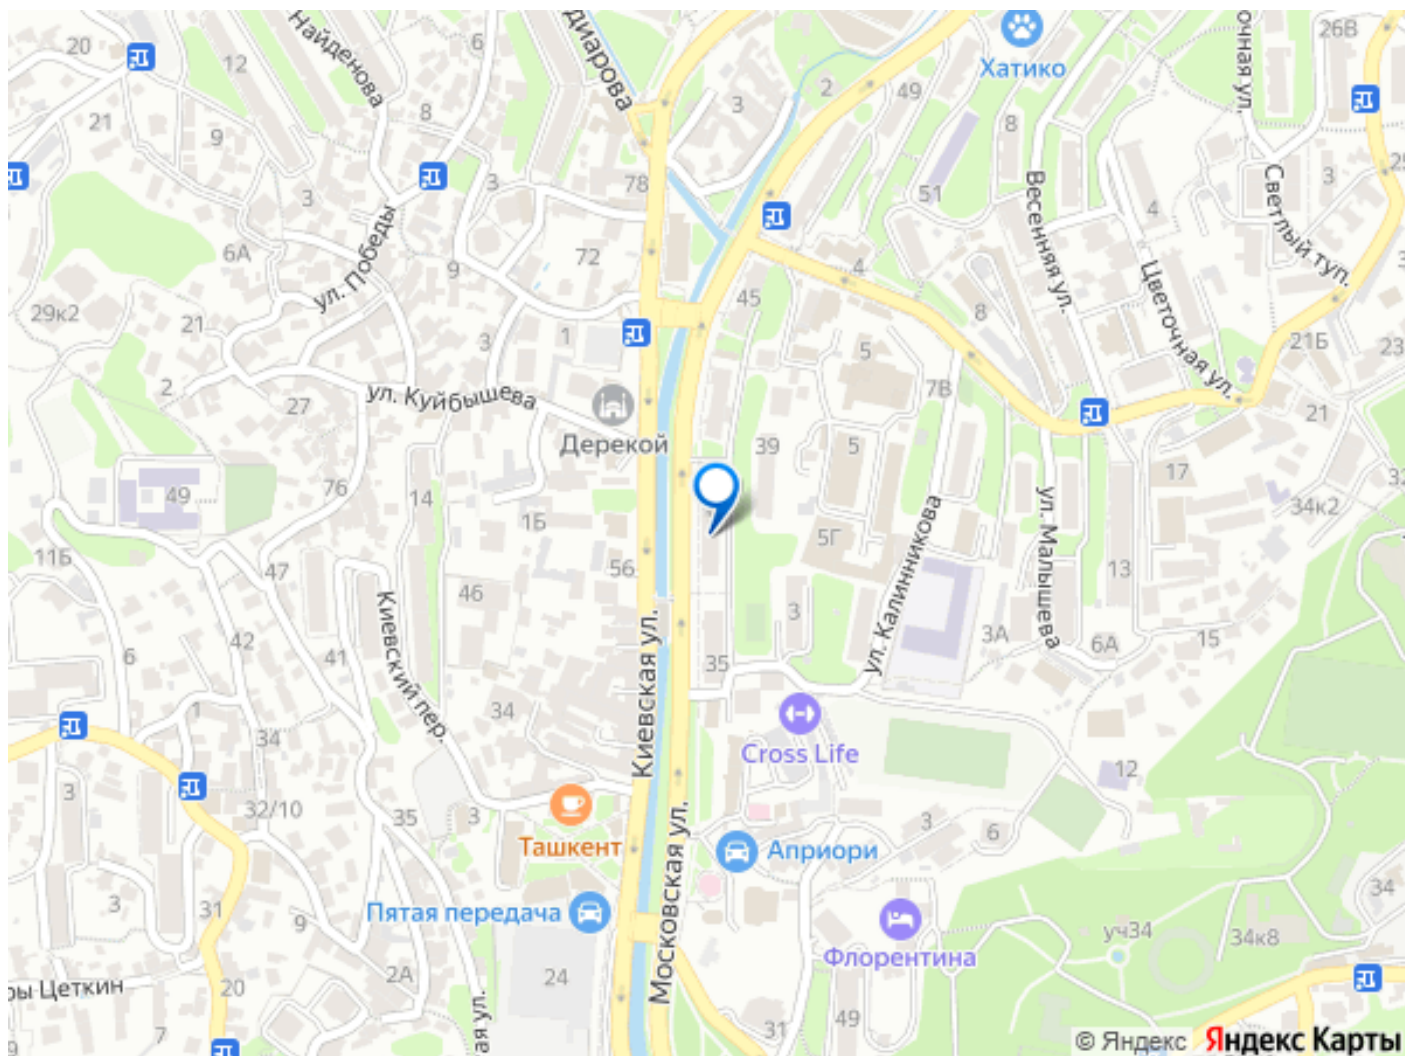 20
12
Найденова
6
диарова
3
2
49
Хатико
8
очная ул.
26В
21
9
8
3
78
3
51
Весенняя ул.
4
Светлый туп.
3
25
6А
ул. Победы
9
72
4
Цветочная ул.
29к2
21
1
45
8
21Б
23
3
5
2
ул. Куйбышева
27
7В
21
Дерекой
39
5
17
49
76
14
1Б
ул. Калинникова
ул. Малышева
34к2
32
11Б
47
56
5Г
13
Киевский пер.
46
3
3А
6А
15
42
6
41
Киевская ул.
35
1
34
34
Cross Life
12
3
32/10
35
3
Ташкент
Московская ул.
Априори
3
6
3
31
9
Пятая передача
34
уч34
34к8
Флорентина
2А
24
ры Цеткин
20
7
ая ул.
31
49
© Яндекс Яндекс Карты